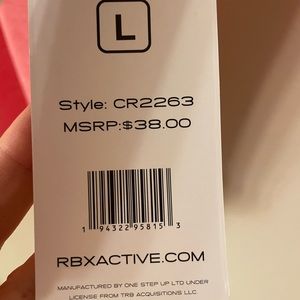 L
Style: CR2263
MSRP:$38.00
1 94322 95815 3
RBXACTIVE.COM
MANUFACTURED BY ONE STEP UP LTD UNDER
LICENSE FROM TRB ACQUISITIONS LLC